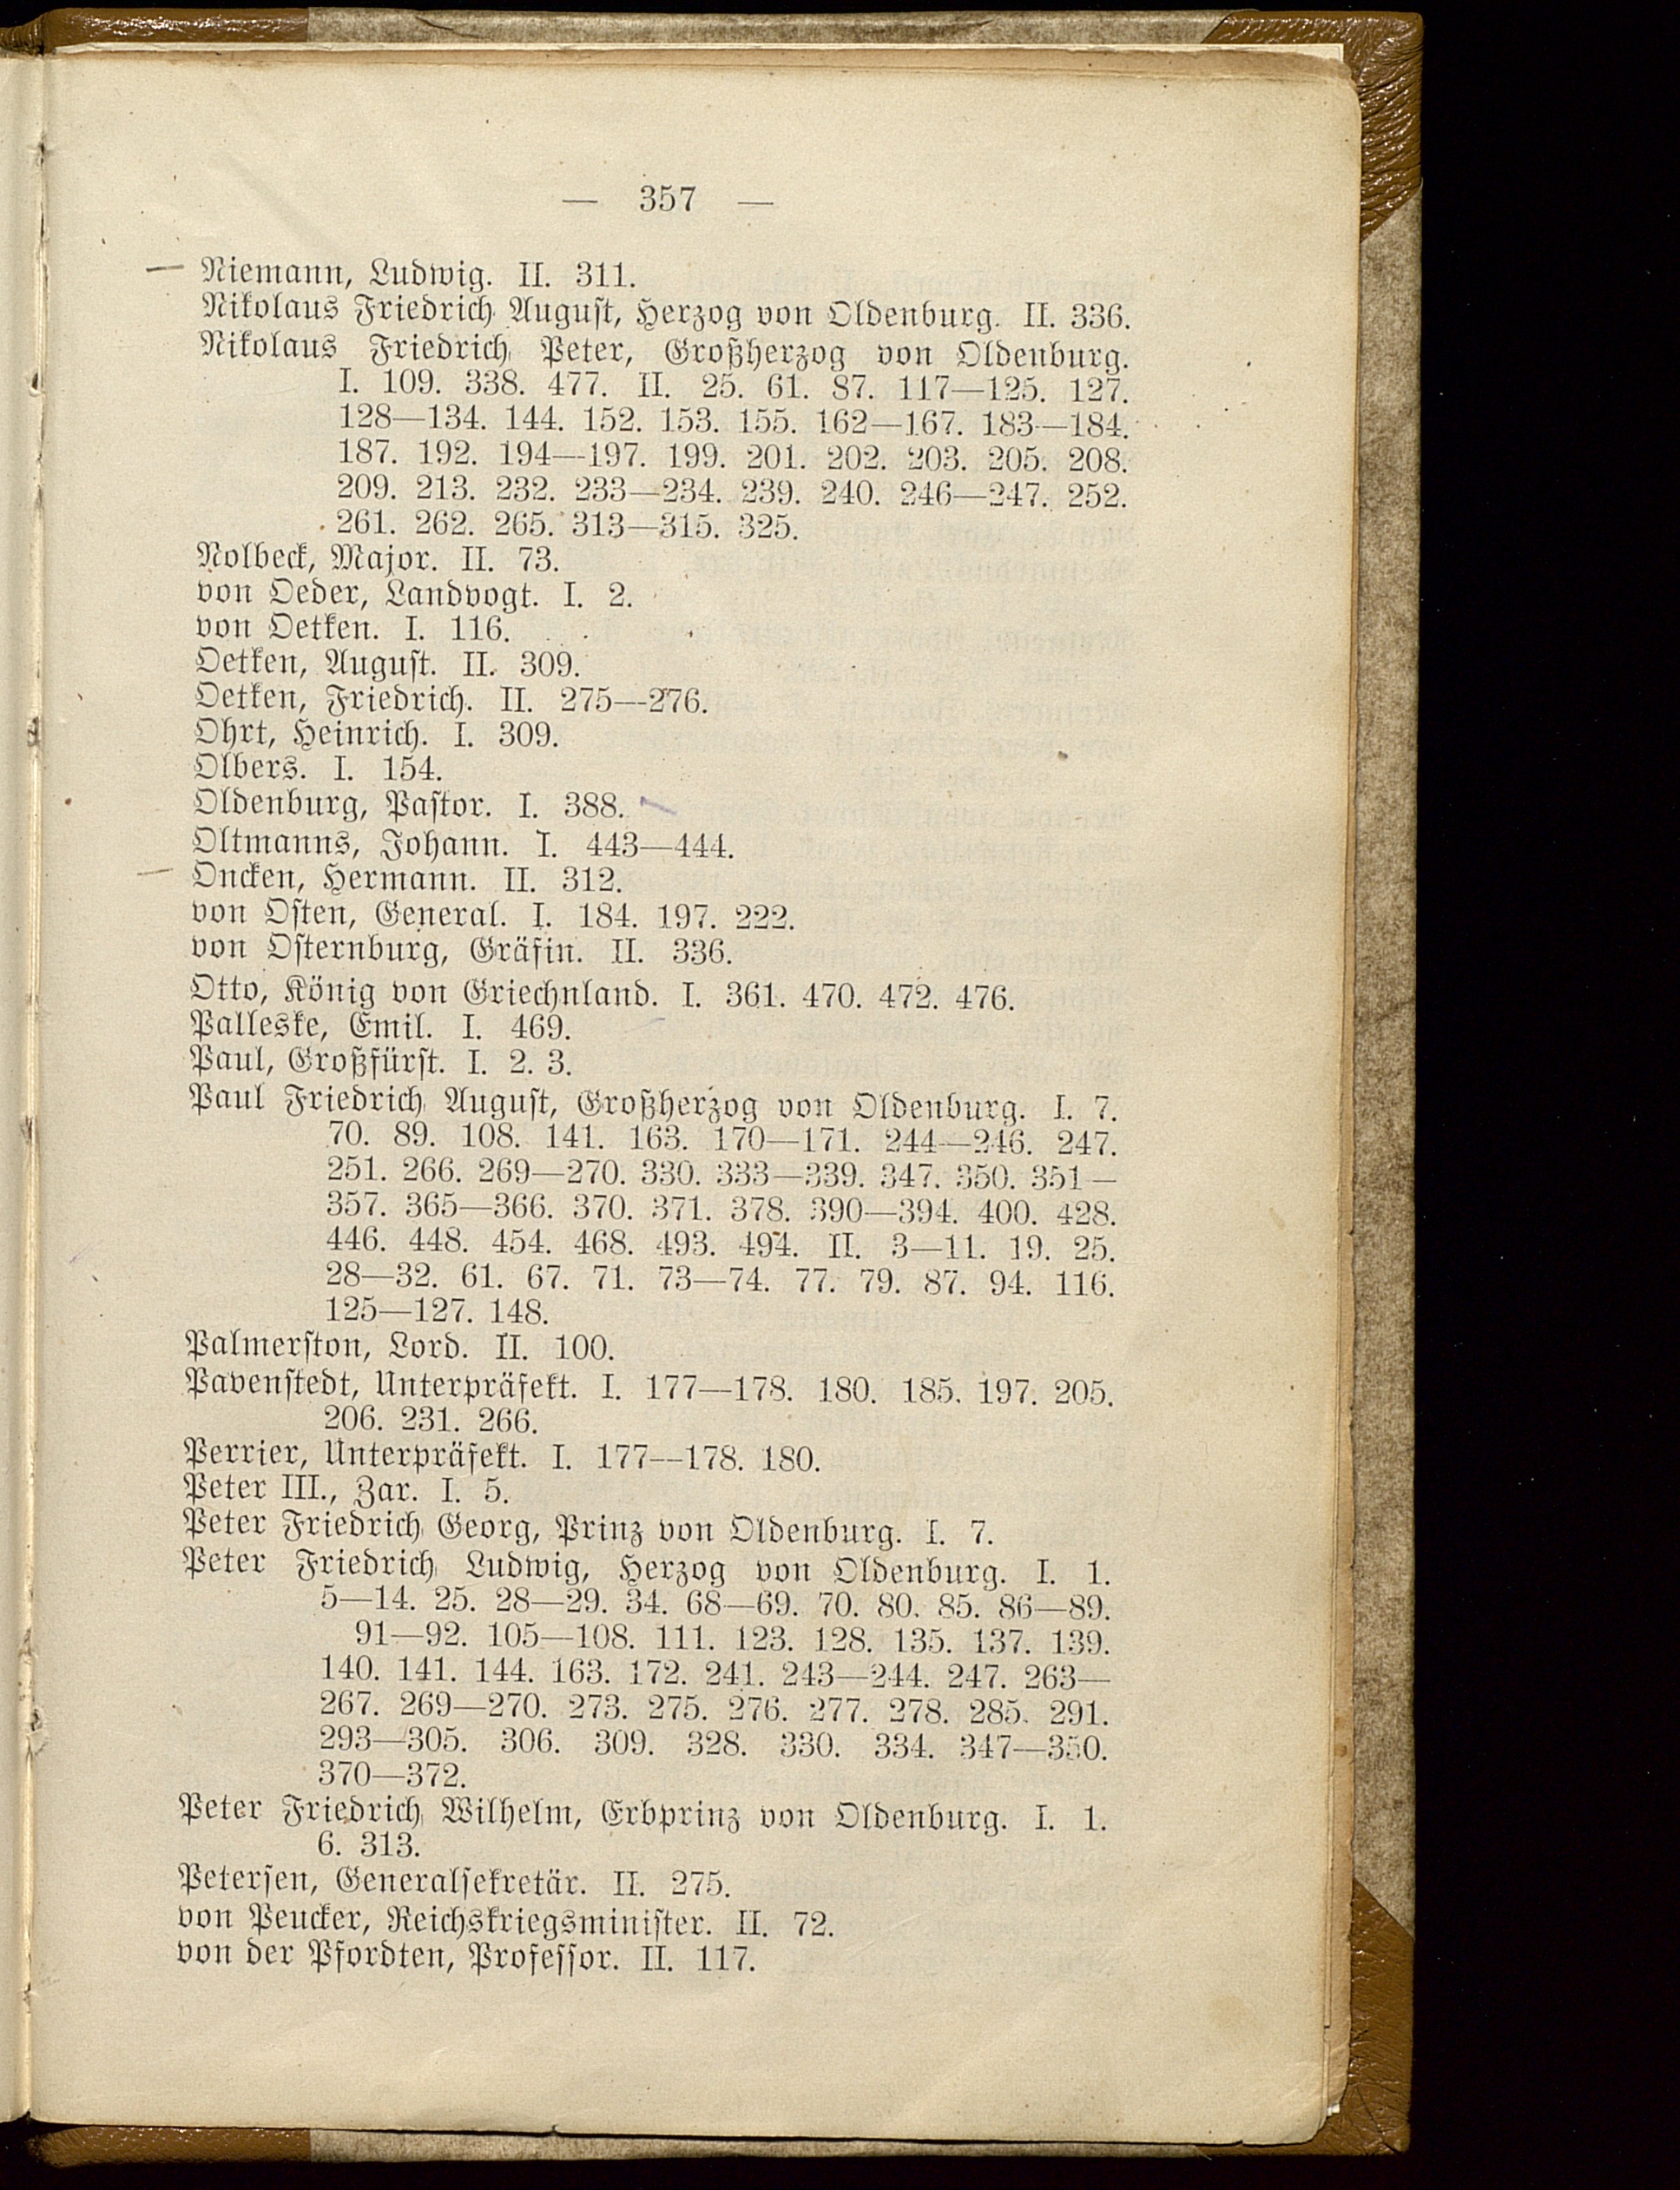 — 357 —
Niemann, Ludwig. II. 311.
Nikolaus Friedrich August, Herzog von Oldenburg. II. 336.
Nikolaus Friedrich Peter, Großherzog von Oldenburg.
I. 109. 338. 477. II. 25. 61. 87. 117—125. 127.
128—134. 144. 152. 153. 155. 162—167. 183—184.
187. 192. 194—197. 199. 201. 202. 203. 205. 208.
209. 213. 232. 233—234. 239. 240. 246—247. 252.
261. 262. 265. 313—315. 325.
Nolbeck, Major. II. 73.
von Oeder, Landvogt. I. 2.
von Oetken. I. 116.
Oetken, August. II. 309.
Oetken, Friedrich. II. 275—276.
Ohrt, Heinrich. I. 309.
Olbers. I. 154.
Oldenburg, Pastor. I. 388.
Oltmanns, Johann. I. 443—444.
Oncken, Hermann. II. 312.
von Osten, General. I. 184. 197. 222.
von Osternburg, Gräfin. II. 336.
Otto, König von Griechnland. I. 361. 470. 472. 476.
Palleske, Emil. I. 469.
Paul, Großfürst. I. 2. 3.
Paul Friedrich August, Großherzog von Oldenburg. I. 7.
70. 89. 108. 141. 163. 170—171. 244—246. 247.
251. 266. 269—270. 330. 333—339. 347. 350. 351—
357. 365—366. 370. 371. 378. 390—394. 400. 428.
446. 448. 454. 468. 493. 494. II. 3—11. 19. 25.
28—32. 61. 67. 71. 73—74. 77. 79. 87. 94. 116.
125—127. 148.
Palmerston, Lord. II. 100.
Pavenstedt, Unterpräfekt. I. 177—178. 180. 185. 197. 205.
206. 231. 266.
Perrier, Unterpräfekt. I. 177—178. 180.
Peter III., Zar. I. 5.
Peter Friedrich Georg, Prinz von Oldenburg. I. 7.
Peter Friedrich Ludwig, Herzog von Oldenburg. I. 1.
5—14. 25. 28—29. 34. 68—69. 70. 80. 85. 86—89.
91—92. 105—108. 111. 123. 128. 135. 137. 139.
140. 141. 144. 163. 172. 241. 243—244. 247. 263—
267. 269—270. 273. 275. 276. 277. 278. 285. 291.
293—305. 306. 309. 328. 330. 334. 347—350.
370—372.
Peter Friedrich Wilhelm, Erbprinz von Oldenburg. I. 1.
6. 313.
Petersen, Generalsekretär. II. 275.
von Peucker, Reichskriegsminister. II. 72.
von der Pfordten, Professor. II. 117.